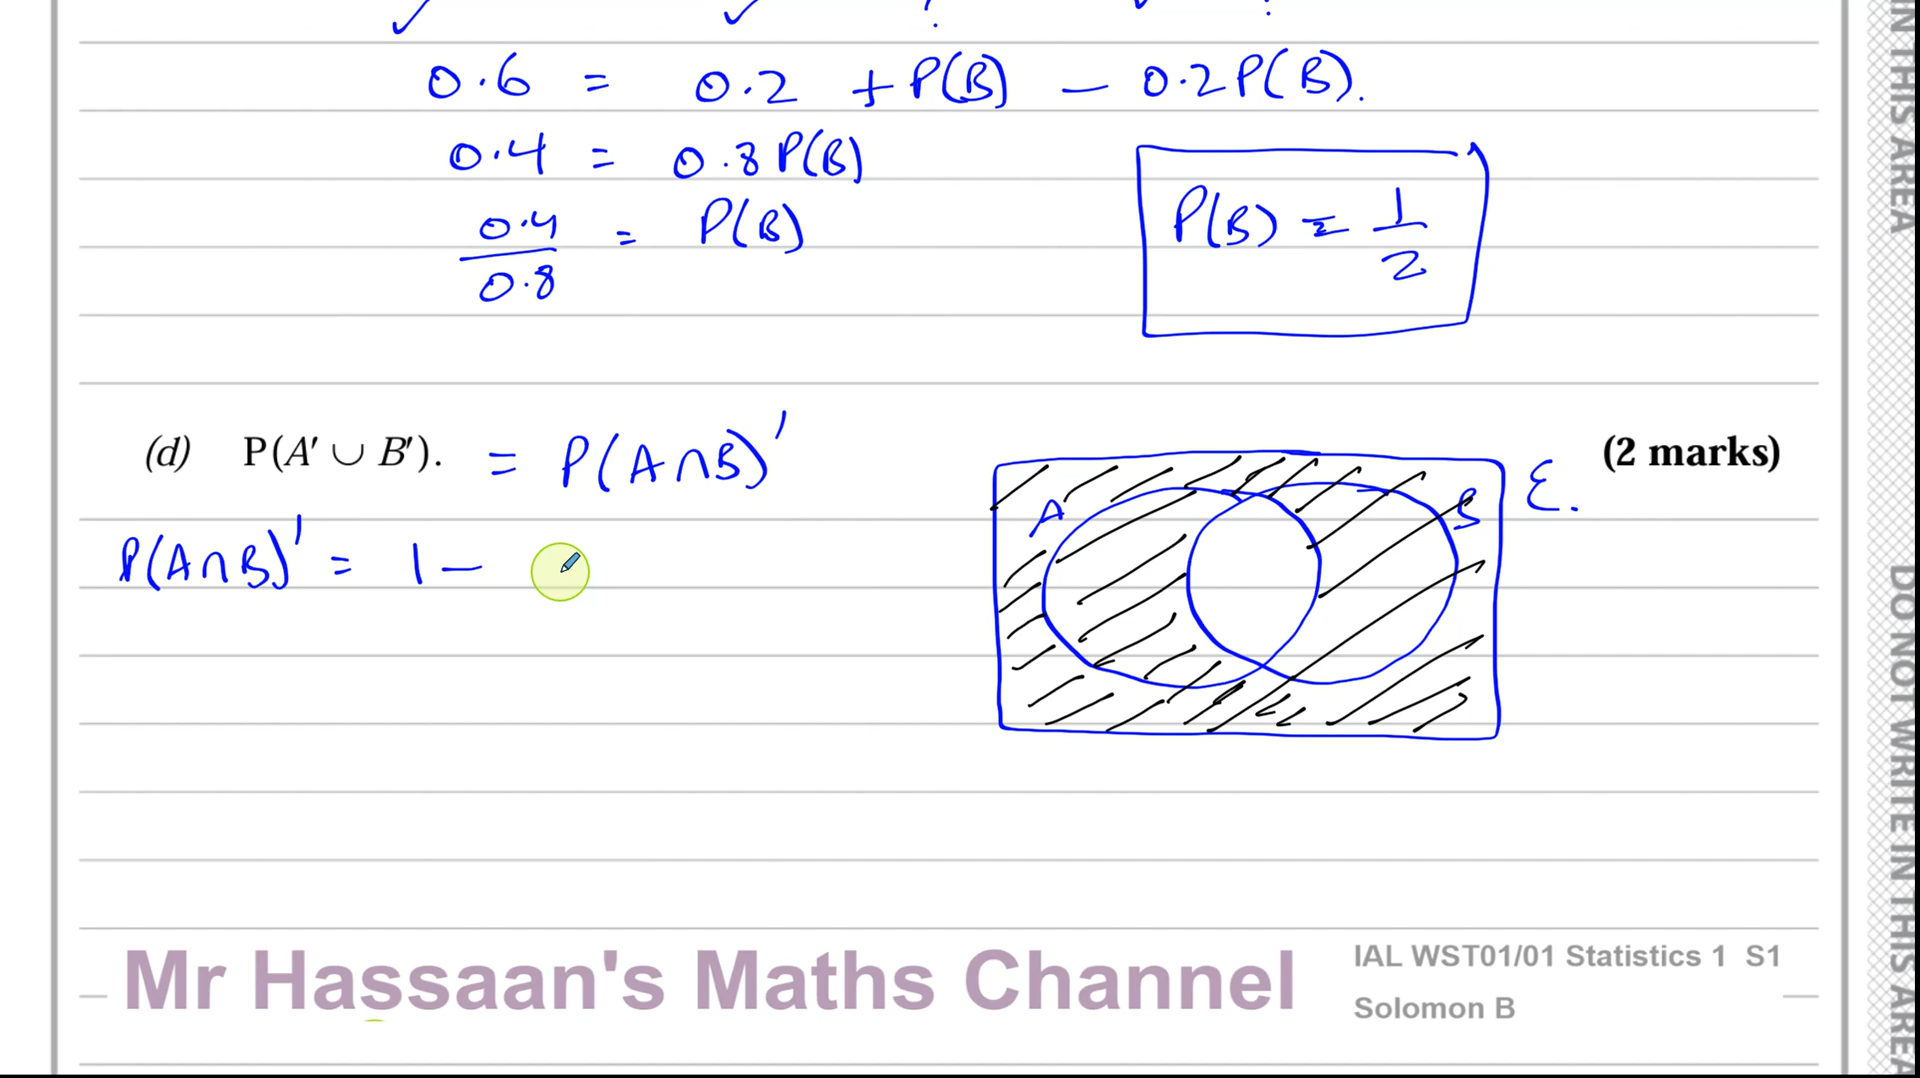 0.6 = 0.2 + P(B) - 0.2P(B).
0.4 = 0.8P(B)
0.4/0.8 = P(B)
P(B) = 1/2
(d) P(A′ ∪ B′). = P(A∩B)′
(2 marks)
A B Ɛ.
P(A∩B)′ = 1 -
Mr Hassaan's Maths Channel
IAL WST01/01 Statistics 1 S1
Solomon B
IN THIS AREA
DO NOT WRITE IN THIS AREA